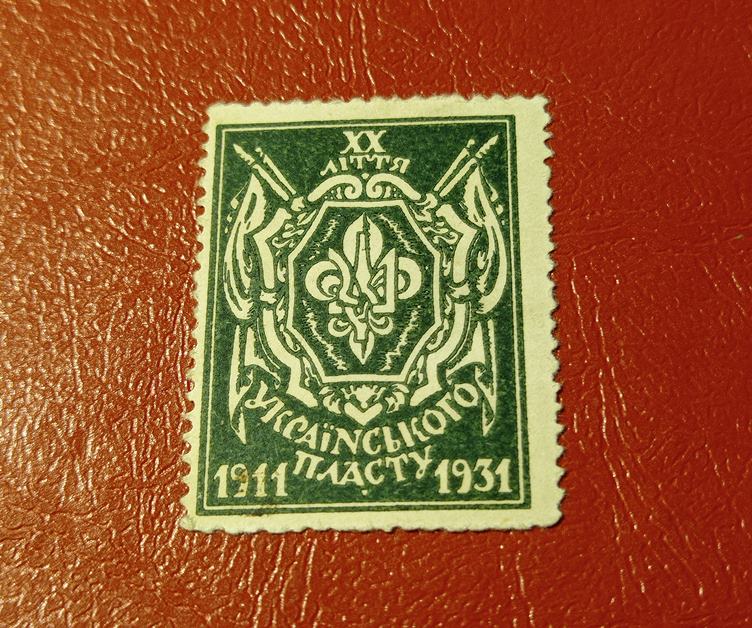 XX
ЛІТТЯ
УКРАЇНСЬКОГО
ПЛАСТУ
1911 1931